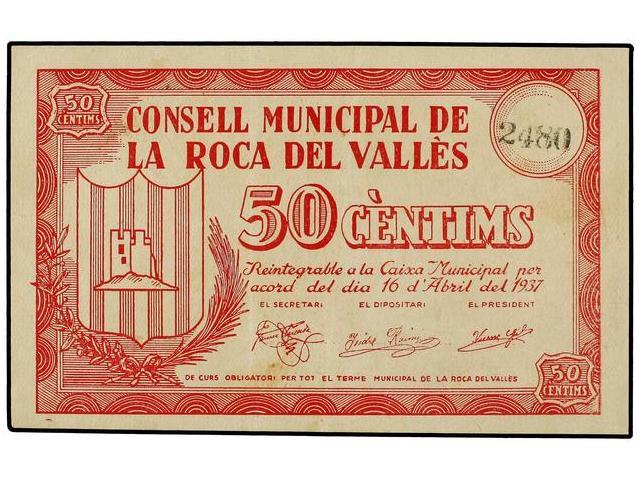 50
CÈNTIMS
CONSELL MUNICIPAL DE
LA ROCA DEL VALLÈS
2480
50 CÈNTIMS
Reintegrable a la Caixa Municipal per
acord del dia 16 d'Abril del 1937
EL SECRETARI EL DIPOSITARI EL PRESIDENT
DE CURS OBLIGATORI PER TOT EL TERME MUNICIPAL DE LA ROCA DEL VALLÈS
50
CÈNTIMS